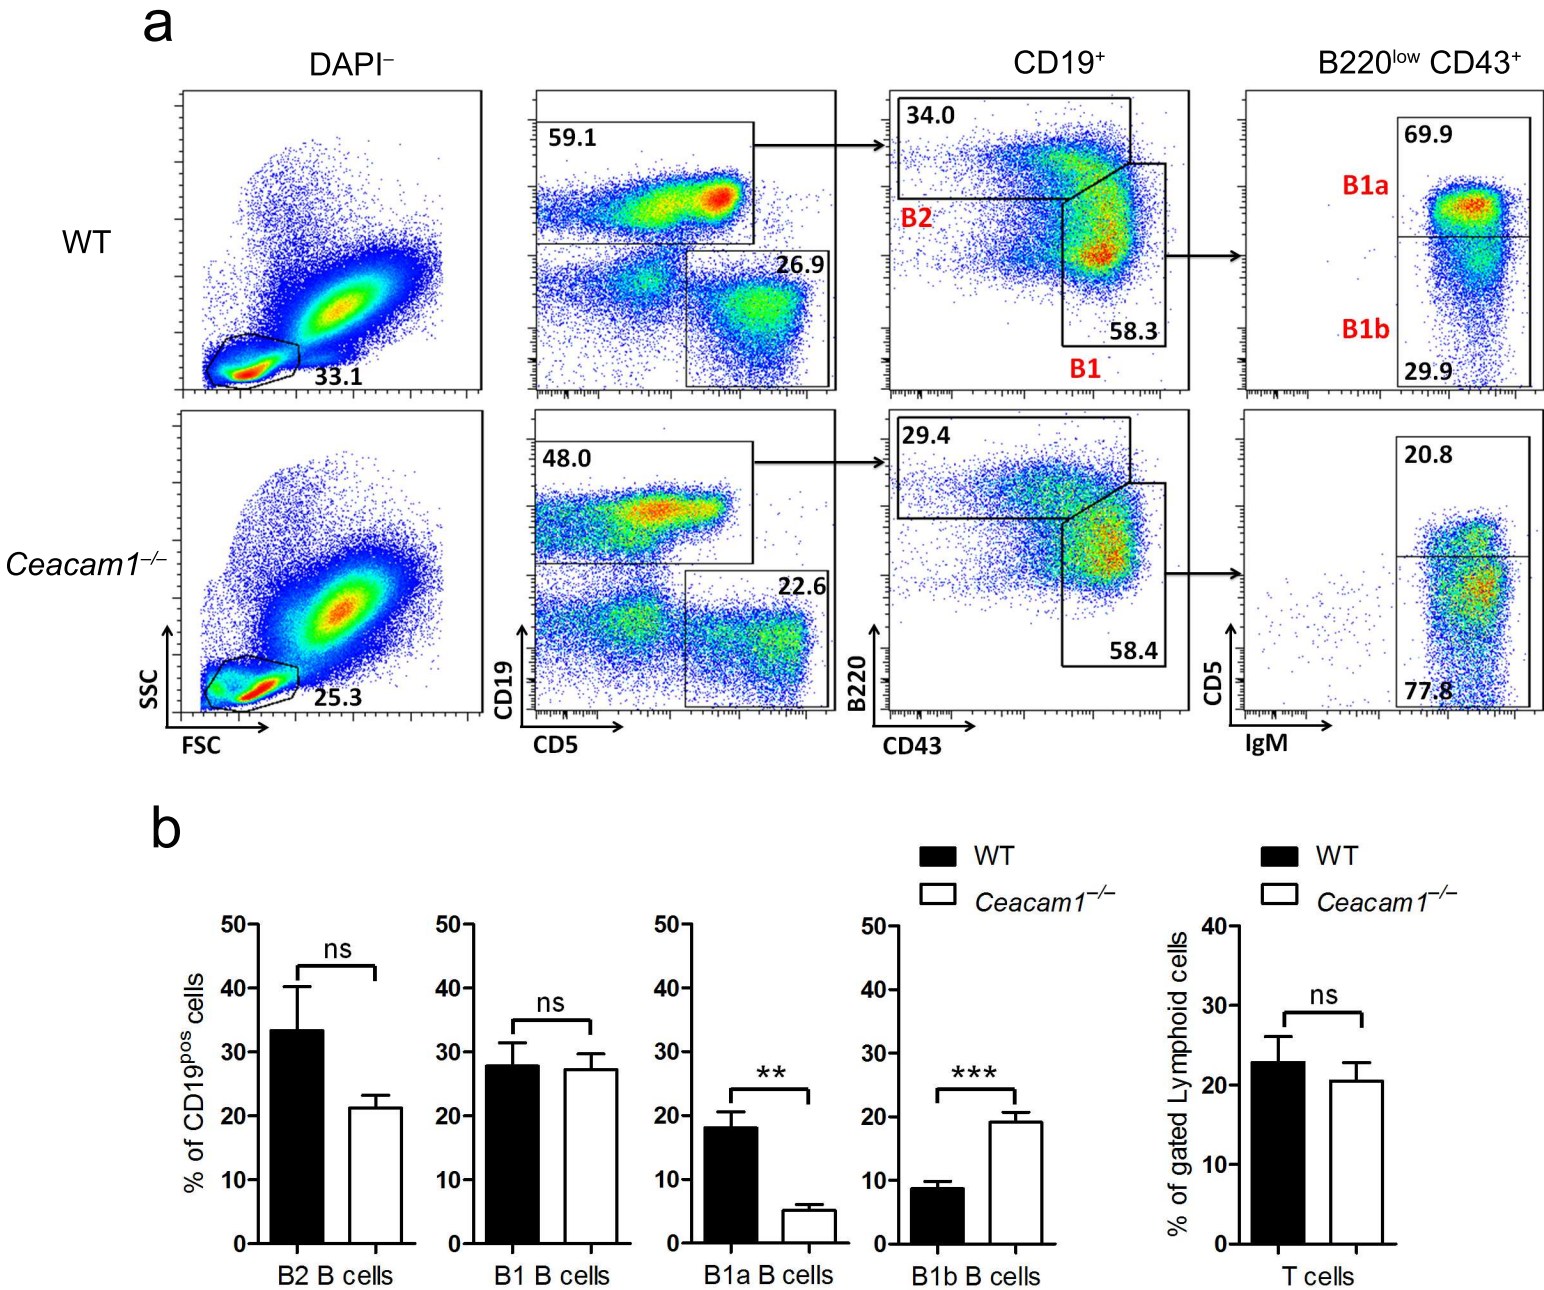 a
DAPI⁻
CD19⁺
B220ˡᵒʷ CD43⁺
WT
33.1
59.1
26.9
34.0
B2
58.3
B1
69.9
B1a
B1b
29.9
Ceacam1⁻/⁻
25.3
SSC
FSC
48.0
22.6
CD19
CD5
29.4
58.4
B220
CD43
20.8
77.8
CD5
IgM
b
WT
Ceacam1⁻/⁻
WT
Ceacam1⁻/⁻
% of CD19ᵖᵒˢ cells
50
40
30
20
10
0
ns
B2 B cells
50
40
30
20
10
0
ns
B1 B cells
50
40
30
20
10
0
**
B1a B cells
50
40
30
20
10
0
***
B1b B cells
% of gated Lymphoid cells
40
30
20
10
0
ns
T cells